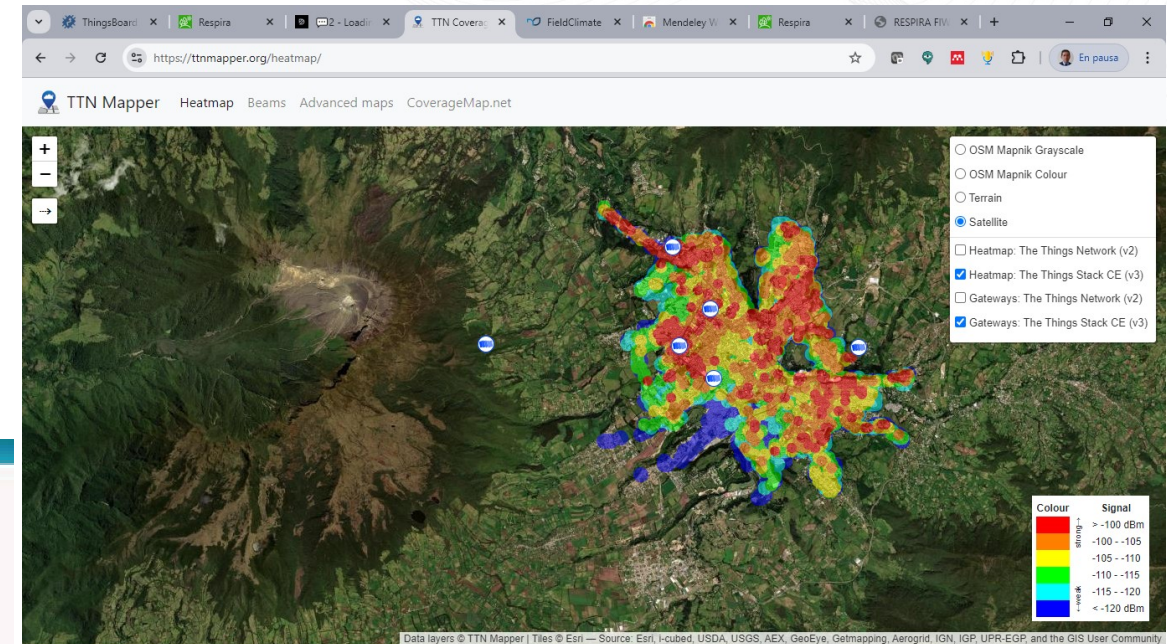 ThingsBoard
Respira
2 - Loadin
TTN Coverag
FieldClimate
Mendeley W
Respira
RESPIRA FIW
https://ttnmapper.org/heatmap/
En pausa
TTN Mapper Heatmap Beams Advanced maps CoverageMap.net
+
−
OSM Mapnik Grayscale
OSM Mapnik Colour
Terrain
Satellite
Heatmap: The Things Network (v2)
Heatmap: The Things Stack CE (v3)
Gateways: The Things Network (v2)
Gateways: The Things Stack CE (v3)
Colour Signal
strong→
> -100 dBm
-100 - -105
-105 - -110
-110 - -115
-115 - -120
< -120 dBm
←weak
Data layers © TTN Mapper | Tiles © Esri — Source: Esri, i-cubed, USDA, USGS, AEX, GeoEye, Getmapping, Aerogrid, IGN, IGP, UPR-EGP, and the GIS User Community